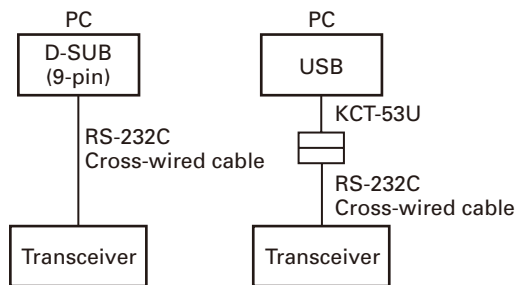 PC
D-SUB
(9-pin)
RS-232C
Cross-wired cable
Transceiver
PC
USB
KCT-53U
RS-232C
Cross-wired cable
Transceiver